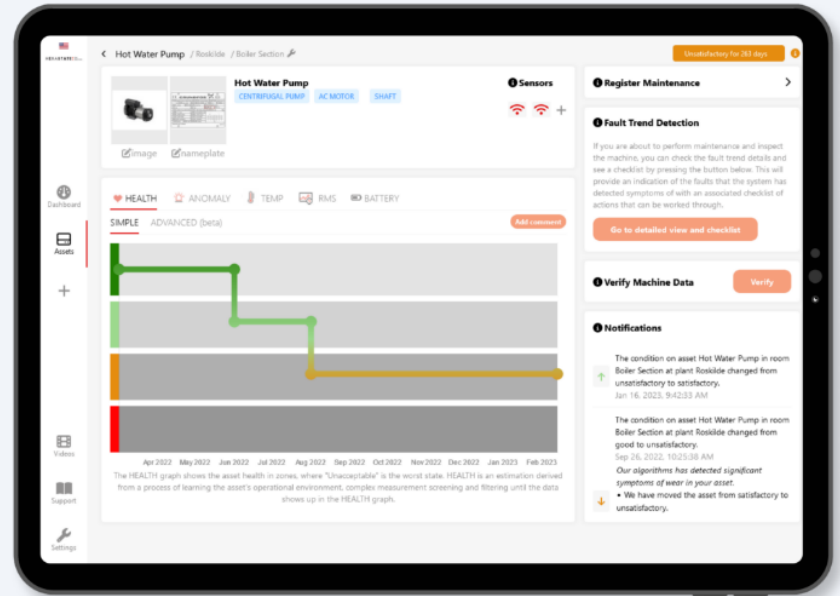 Hot Water Pump / Roskilde / Boiler Section
Unsatisfactory for 263 days
Hot Water Pump
CENTRIFUGAL PUMP AC MOTOR SHAFT
Sensors
image nameplate
Register Maintenance
Fault Trend Detection
If you are about to perform maintenance and inspect
the machine, you can check the fault trend details and
see a checklist by pressing the button below. This will
provide an indication of the faults that the system has
detected symptoms of with an associated checklist of
actions that can be worked through.
Go to detailed view and checklist
Dashboard
Assets
Videos
Support
Settings
HEALTH ANOMALY TEMP RMS BATTERY
SIMPLE ADVANCED (beta)
Add comment
Apr 2022 May 2022 Jun 2022 Jul 2022 Aug 2022 Sep 2022 Oct 2022 Nov 2022 Dec 2022 Jan 2023 Feb 2023
The HEALTH graph shows the asset health in zones, where "Unacceptable" is the worst state. HEALTH is an estimation derived
from a process of learning the asset's operational environment, complex measurement screening and filtering until the data
shows up in the HEALTH graph.
Verify Machine Data
Verify
Notifications
The condition on asset Hot Water Pump in room
Boiler Section at plant Roskilde changed from
unsatisfactory to satisfactory.
Jan 16, 2023, 9:42:33 AM
The condition on asset Hot Water Pump in room
Boiler Section at plant Roskilde changed from
good to unsatisfactory.
Sep 26, 2022, 10:25:38 AM
Our algorithms has detected significant
symptoms of wear in your asset.
• We have moved the asset from satisfactory to
unsatisfactory.